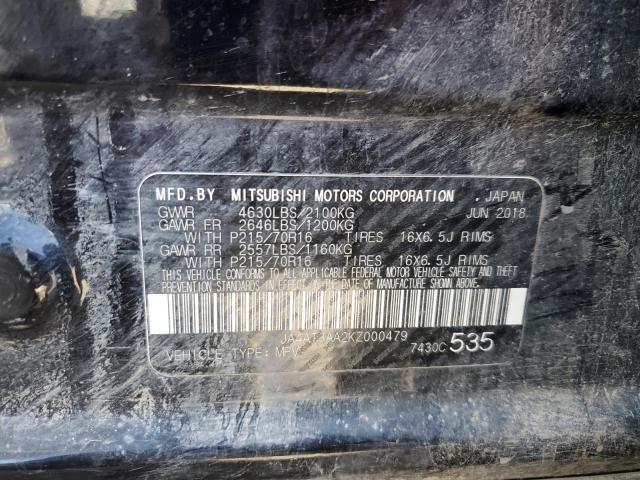 MFD.BY MITSUBISHI MOTORS CORPORATION . JAPAN
GVWR 4630LBS/2100KG JUN 2018
GAWR FR 2646LBS/1200KG
WITH P215/70R16 TIRES 16X6.5J RIMS
GAWR RR 2557LBS/1160KG
WITH P215/70R16 TIRES 16X6.5J RIMS
THIS VEHICLE CONFORMS TO ALL APPLICABLE FEDERAL MOTOR VEHICLE SAFETY AND THEFT
PREVENTION STANDARDS IN EFFECT ON THE DATE OF MANUFACTURE SHOWN ABOVE.
JA4AT3AA2KZ000479
VEHICLE TYPE: MPV 7430C 535